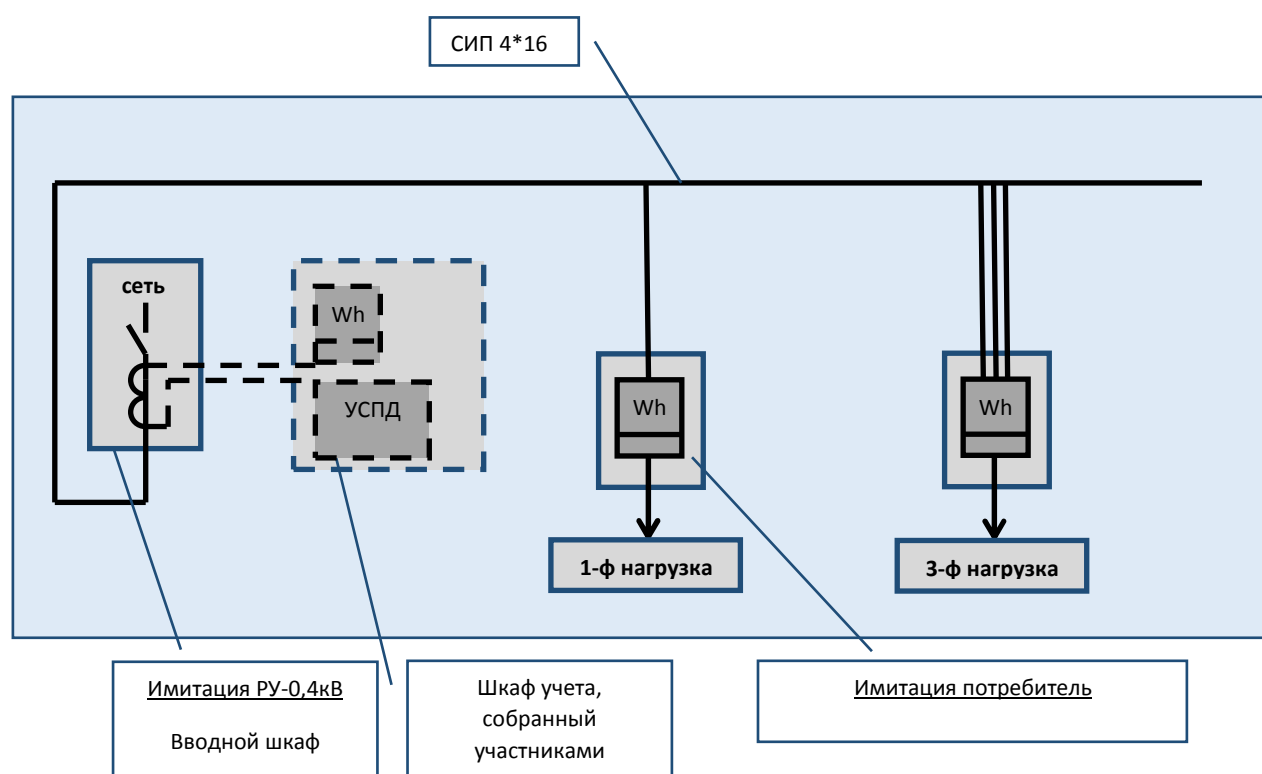 СИП 4*16
сеть
Wh
УСПД
Wh
Wh
1-ф нагрузка
3-ф нагрузка
Имитация РУ-0,4кВ
Вводной шкаф
Шкаф учета,
собранный
участниками
Имитация потребитель